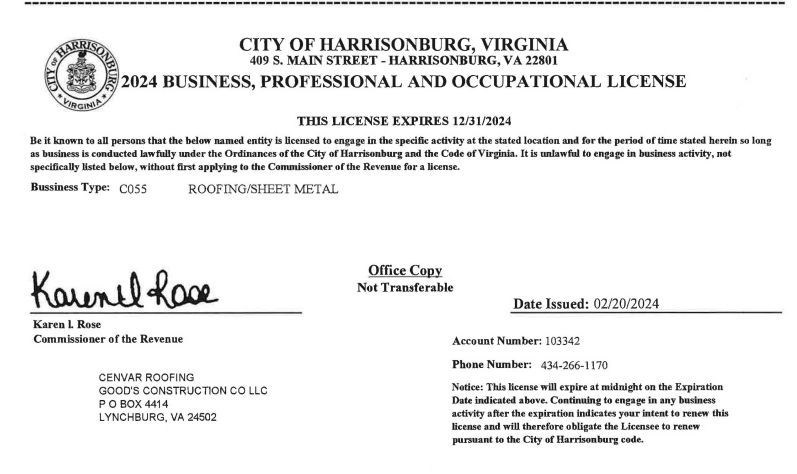 CITY OF HARRISONBURG
VIRGINIA
CITY OF HARRISONBURG, VIRGINIA
409 S. MAIN STREET - HARRISONBURG, VA 22801
2024 BUSINESS, PROFESSIONAL AND OCCUPATIONAL LICENSE
THIS LICENSE EXPIRES 12/31/2024
Be it known to all persons that the below named entity is licensed to engage in the specific activity at the stated location and for the period of time stated herein so long
as business is conducted lawfully under the Ordinances of the City of Harrisonburg and the Code of Virginia. It is unlawful to engage in business activity, not
specifically listed below, without first applying to the Commissioner of the Revenue for a license.
Bussiness Type: C055 ROOFING/SHEET METAL
Office Copy
Not Transferable
Karen I Rose
Date Issued: 02/20/2024
Karen I. Rose
Commissioner of the Revenue
Account Number: 103342
Phone Number: 434-266-1170
CENVAR ROOFING
GOOD'S CONSTRUCTION CO LLC
P O BOX 4414
LYNCHBURG, VA 24502
Notice: This license will expire at midnight on the Expiration
Date indicated above. Continuing to engage in any business
activity after the expiration indicates your intent to renew this
license and will therefore obligate the Licensee to renew
pursuant to the City of Harrisonburg code.